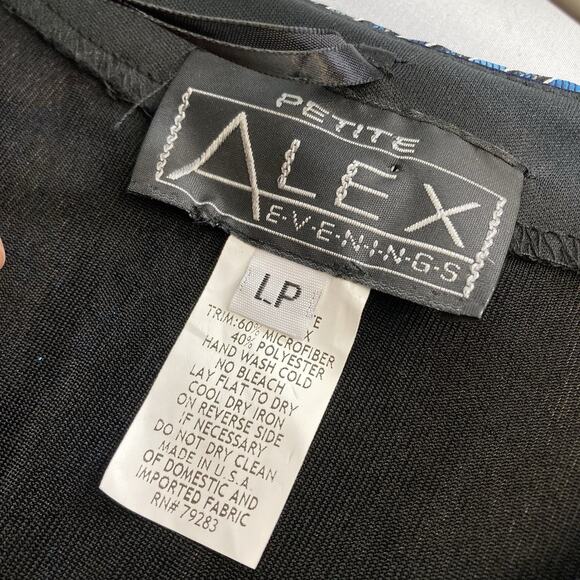 PETITE
ALEX
E·V·E·N·I·N·G·S
LP
TRIM:60% MICROFIBER
40% POLYESTER
HAND WASH COLD
NO BLEACH
LAY FLAT TO DRY
COOL DRY IRON
ON REVERSE SIDE
IF NECESSARY
DO NOT DRY CLEAN
MADE IN U.S.A
OF DOMESTIC AND
IMPORTED FABRIC
RN# 79283